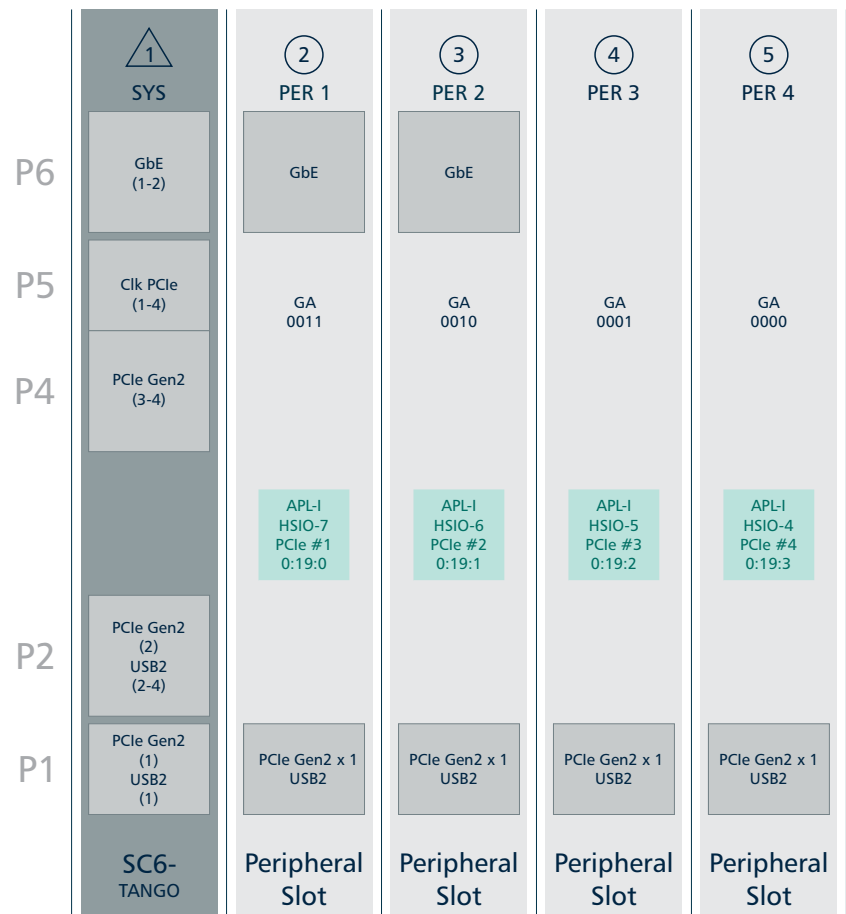 1
2
3
4
5
SYS
PER 1
PER 2
PER 3
PER 4
P6
GbE
(1-2)
GbE
GbE
P5
Clk PCIe
(1-4)
GA
0011
GA
0010
GA
0001
GA
0000
P4
PCIe Gen2
(3-4)
APL-I
HSIO-7
PCIe #1
0:19:0
APL-I
HSIO-6
PCIe #2
0:19:1
APL-I
HSIO-5
PCIe #3
0:19:2
APL-I
HSIO-4
PCIe #4
0:19:3
P2
PCIe Gen2
(2)
USB2
(2-4)
P1
PCIe Gen2
(1)
USB2
(1)
PCIe Gen2 x 1
USB2
PCIe Gen2 x 1
USB2
PCIe Gen2 x 1
USB2
PCIe Gen2 x 1
USB2
SC6-
TANGO
Peripheral
Slot
Peripheral
Slot
Peripheral
Slot
Peripheral
Slot